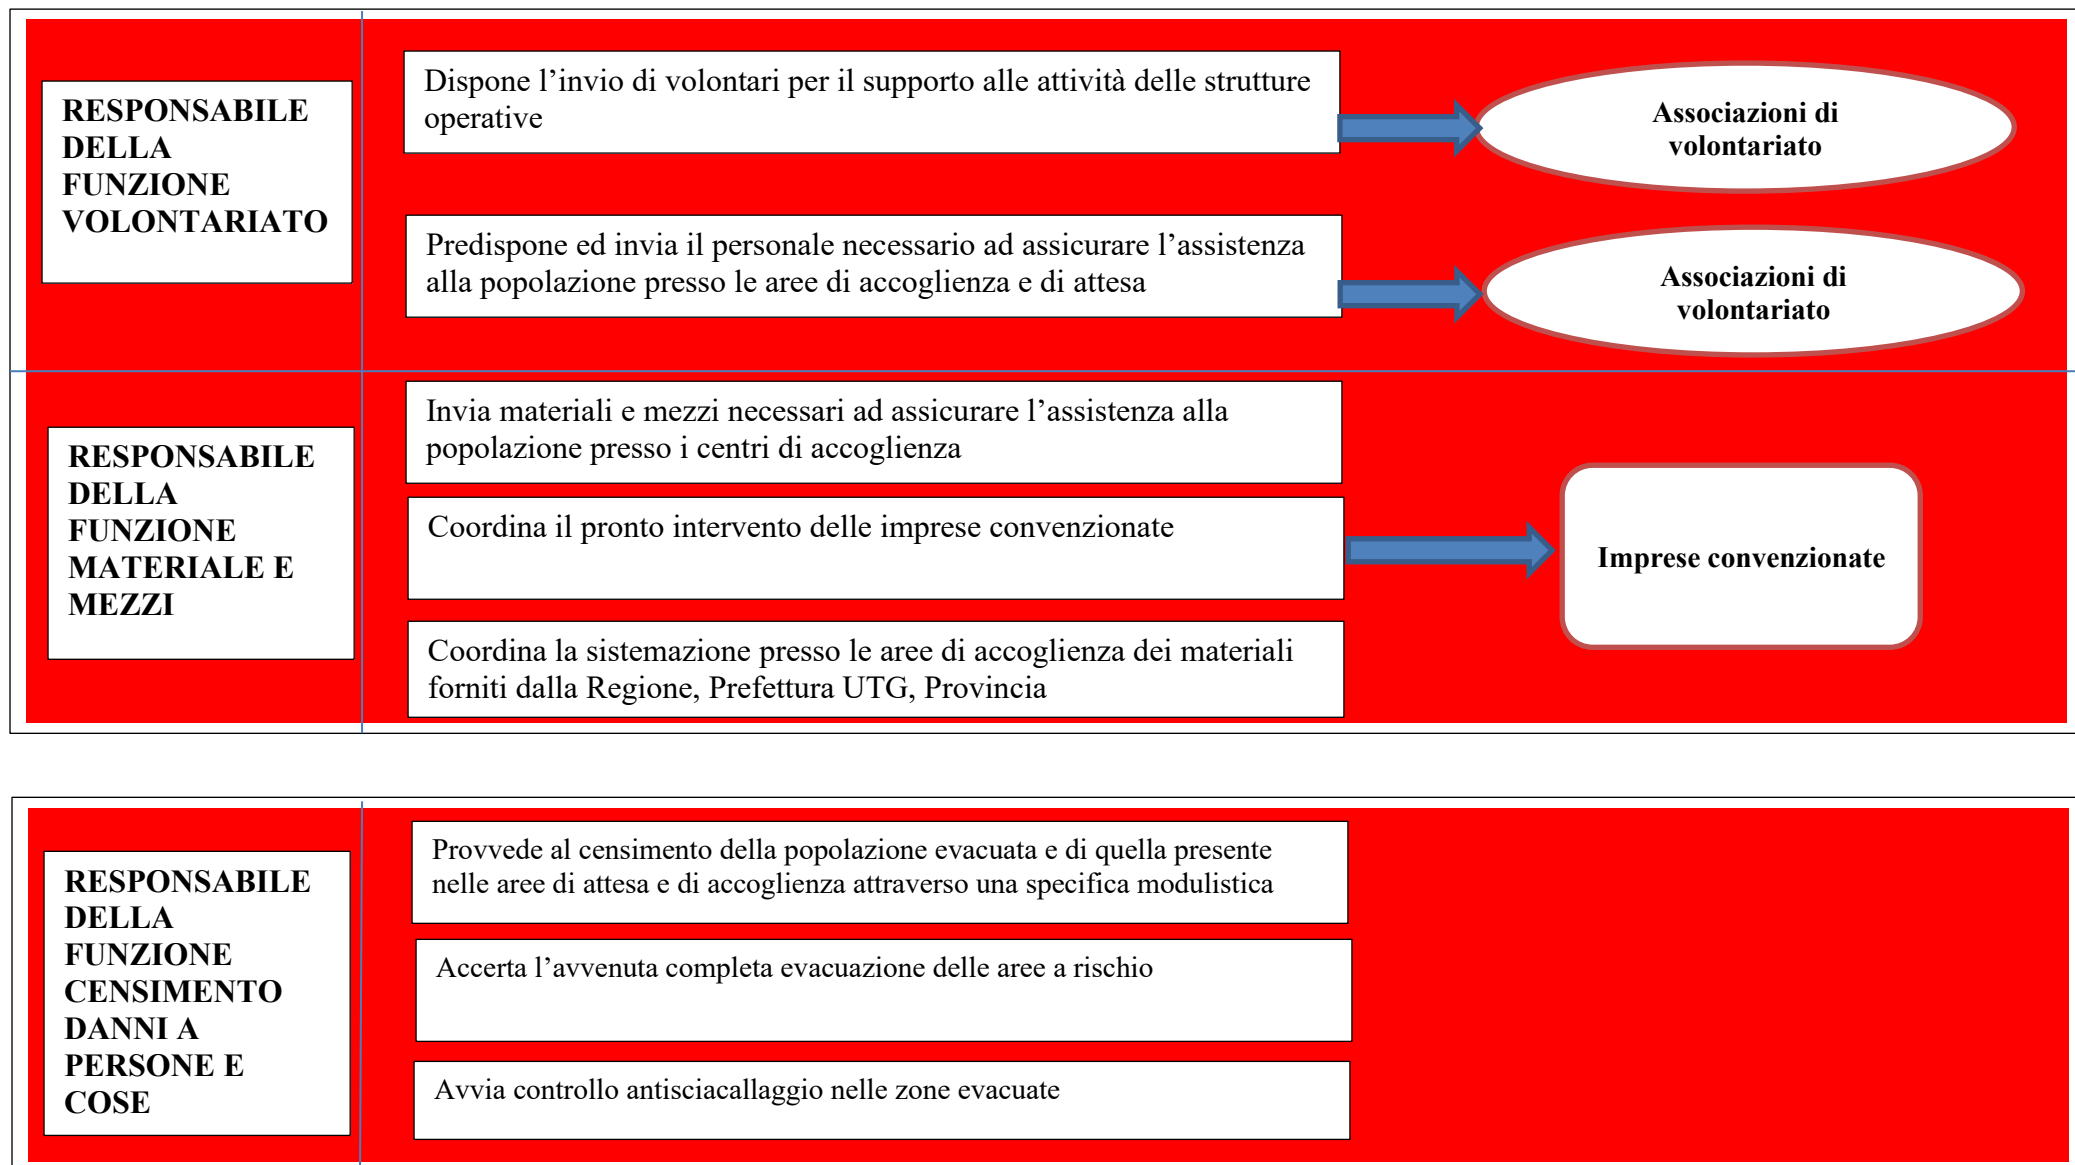 RESPONSABILE
DELLA
FUNZIONE
VOLONTARIATO
Dispone l’invio di volontari per il supporto alle attività delle strutture
operative
Associazioni di
volontariato
Predispone ed invia il personale necessario ad assicurare l’assistenza
alla popolazione presso le aree di accoglienza e di attesa
Associazioni di
volontariato
RESPONSABILE
DELLA
FUNZIONE
MATERIALE E
MEZZI
Invia materiali e mezzi necessari ad assicurare l’assistenza alla
popolazione presso i centri di accoglienza
Coordina il pronto intervento delle imprese convenzionate
Imprese convenzionate
Coordina la sistemazione presso le aree di accoglienza dei materiali
forniti dalla Regione, Prefettura UTG, Provincia
RESPONSABILE
DELLA
FUNZIONE
CENSIMENTO
DANNI A
PERSONE E
COSE
Provvede al censimento della popolazione evacuata e di quella presente
nelle aree di attesa e di accoglienza attraverso una specifica modulistica
Accerta l’avvenuta completa evacuazione delle aree a rischio
Avvia controllo antisciacallaggio nelle zone evacuate